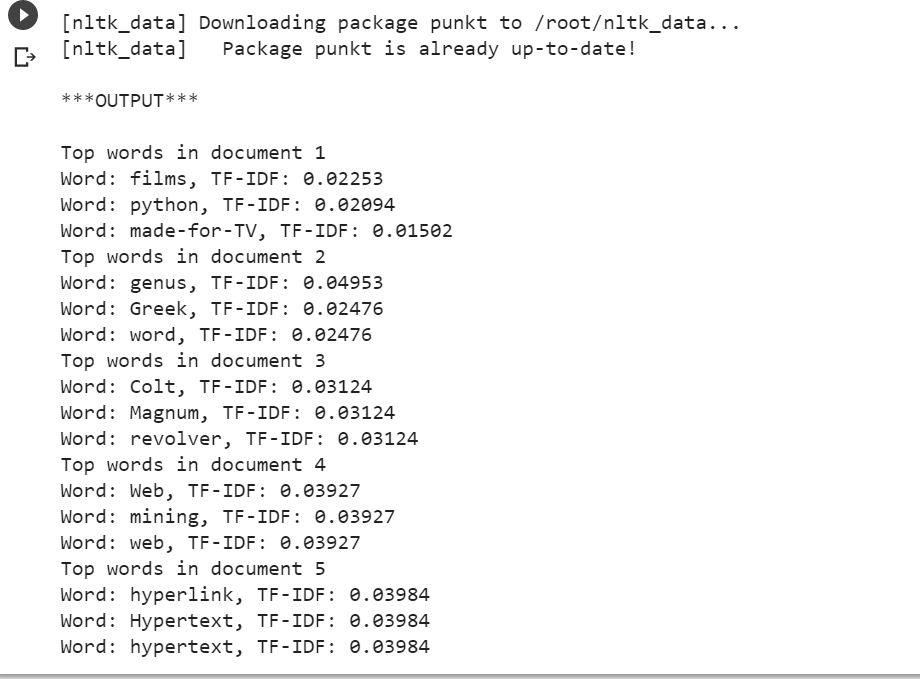 [nltk_data] Downloading package punkt to /root/nltk_data...
[nltk_data]   Package punkt is already up-to-date!
***OUTPUT***
Top words in document 1
Word: films, TF-IDF: 0.02253
Word: python, TF-IDF: 0.02094
Word: made-for-TV, TF-IDF: 0.01502
Top words in document 2
Word: genus, TF-IDF: 0.04953
Word: Greek, TF-IDF: 0.02476
Word: word, TF-IDF: 0.02476
Top words in document 3
Word: Colt, TF-IDF: 0.03124
Word: Magnum, TF-IDF: 0.03124
Word: revolver, TF-IDF: 0.03124
Top words in document 4
Word: Web, TF-IDF: 0.03927
Word: mining, TF-IDF: 0.03927
Word: web, TF-IDF: 0.03927
Top words in document 5
Word: hyperlink, TF-IDF: 0.03984
Word: Hypertext, TF-IDF: 0.03984
Word: hypertext, TF-IDF: 0.03984